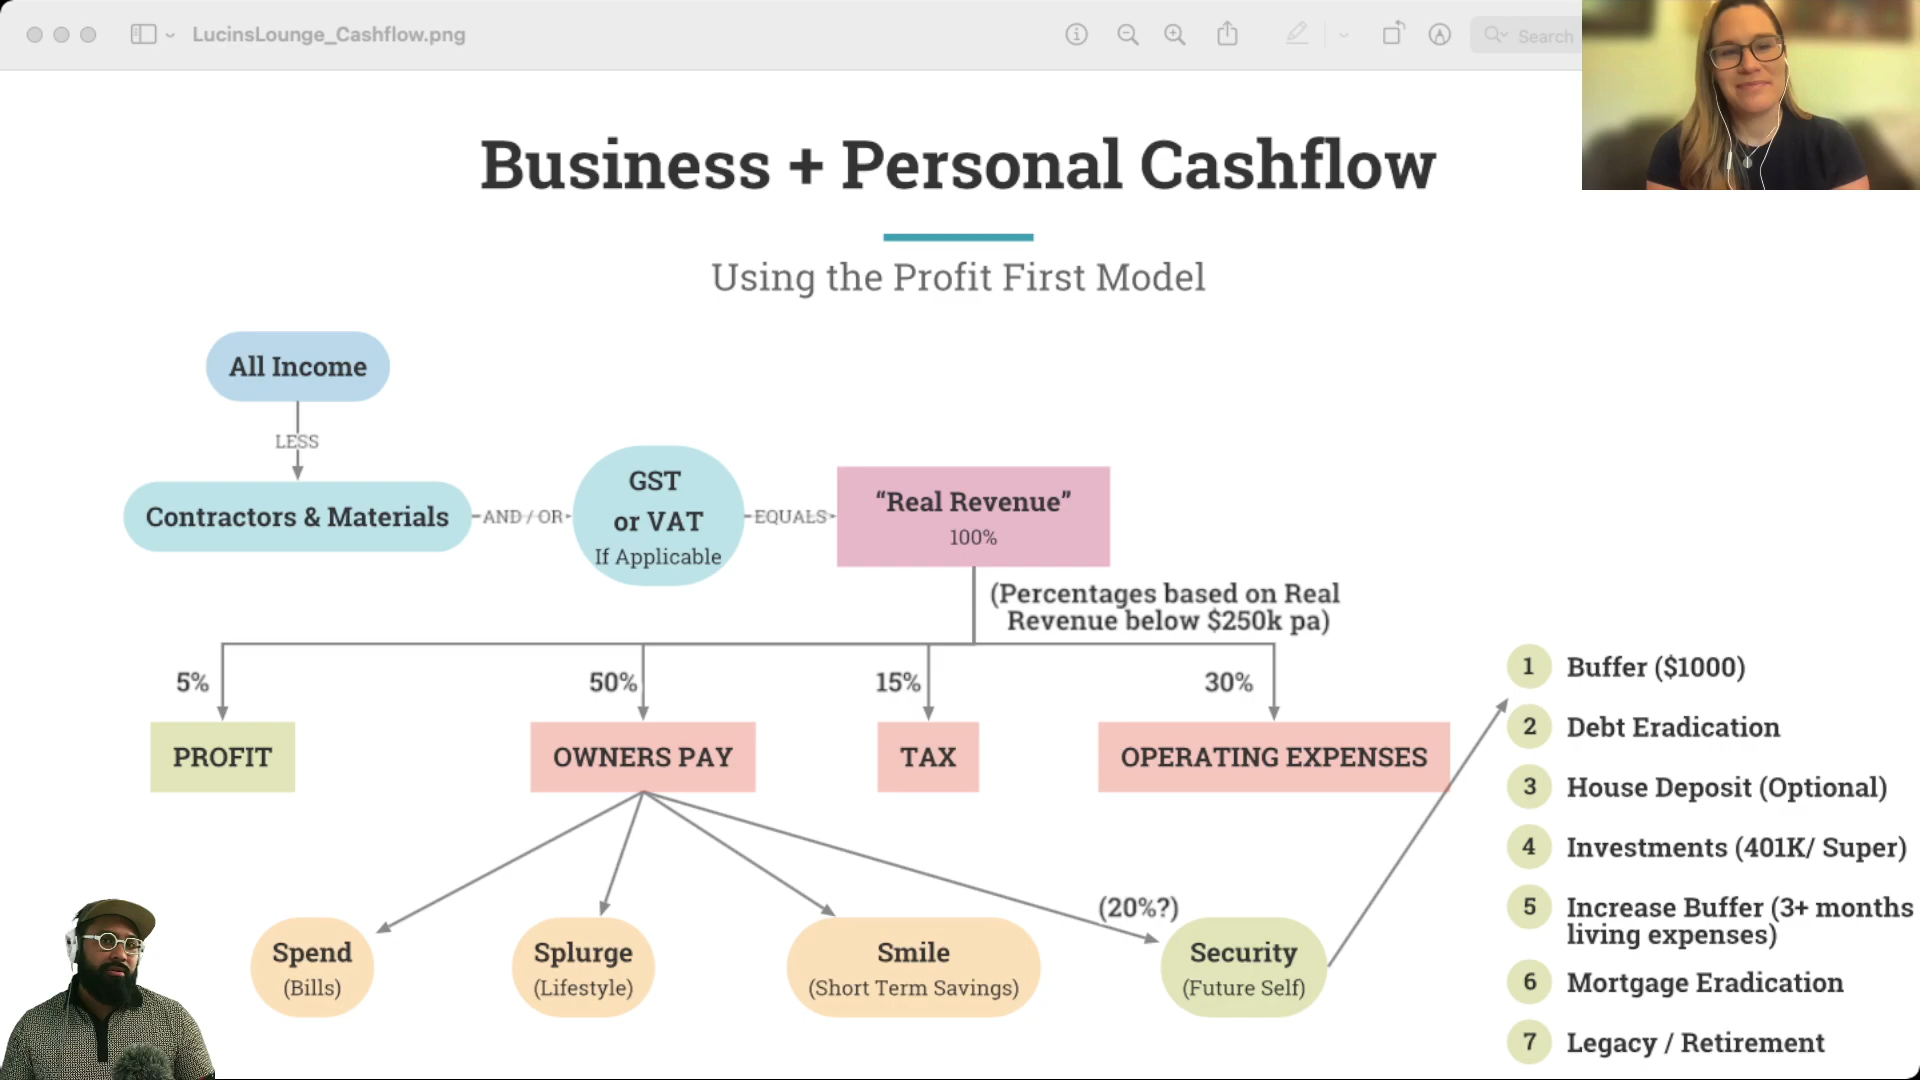 LucinsLounge_Cashflow.png
Search
Business + Personal Cashflow
Using the Profit First Model
All Income
LESS
Contractors & Materials
AND / OR
GST
or VAT
If Applicable
EQUALS
“Real Revenue”
100%
(Percentages based on Real
Revenue below $250k pa)
5%
50%
15%
30%
PROFIT
OWNERS PAY
TAX
OPERATING EXPENSES
(20%?)
Spend
(Bills)
Splurge
(Lifestyle)
Smile
(Short Term Savings)
Security
(Future Self)
1 Buffer ($1000)
2 Debt Eradication
3 House Deposit (Optional)
4 Investments (401K/ Super)
5 Increase Buffer (3+ months
living expenses)
6 Mortgage Eradication
7 Legacy / Retirement